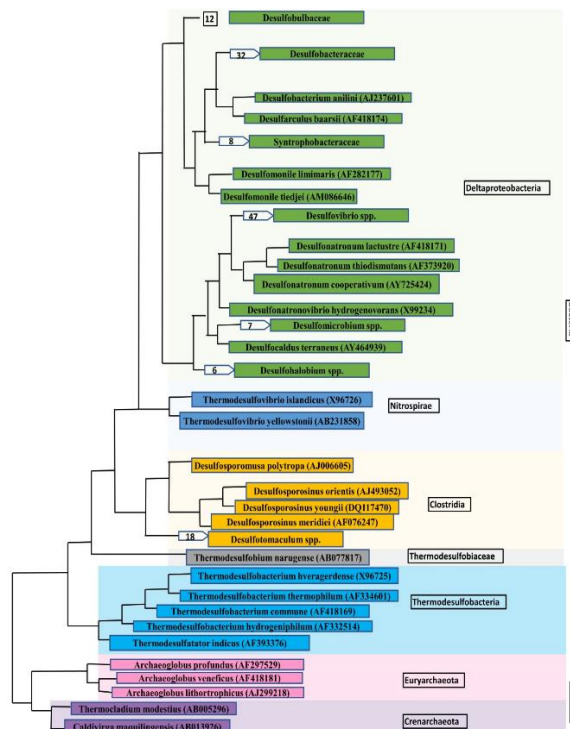 12
Desulfobulbaceae
32
Desulfobacteraceae
Desulfobacterium anilini (AJ237601)
Desulfarculus baarsii (AF418174)
8
Syntrophobacteraceae
Desulfomonile limimaris (AF282177)
Deltaproteobacteria
Desulfomonile tiedjei (AM086646)
47
Desulfovibrio spp.
Desulfonatronum lactustre (AF418171)
Desulfonatronum thiodismutans (AF373920)
Desulfonatronum cooperativum (AY725424)
Desulfonatronovibrio hydrogenovorans (X99234)
7
Desulfomicrobium spp.
Desulfocaldus terraneus (AY464939)
6
Desulfohalobium spp.
Thermodesulfovibrio islandicus (X96726)
Nitrospirae
Thermodesulfovibrio yellowstonii (AB231858)
Desulfosporomusa polytropa (AJ006605)
Desulfosporosinus orientis (AJ493052)
Clostridia
Desulfosporosinus youngii (DQ117470)
Desulfosporosinus meridiei (AF076247)
18
Desulfotomaculum spp.
Thermodesulfobium narugense (AB077817)
Thermodesulfobiaceae
Thermodesulfobacterium hveragerdense (X96725)
Thermodesulfobacterium thermophilum (AF334601)
Thermodesulfobacteria
Thermodesulfobacterium commune (AF418169)
Thermodesulfobacterium hydrogeniphilum (AF332514)
Thermodesulfatator indicus (AF393376)
Archaeoglobus profundus (AF297529)
Archaeoglobus veneficus (AF418181)
Euryarchaeota
Archaeoglobus lithortrophicus (AJ299218)
Thermocladium modestius (AB005296)
Crenarchaeota
Caldivirga maquilingensis (AB013926)